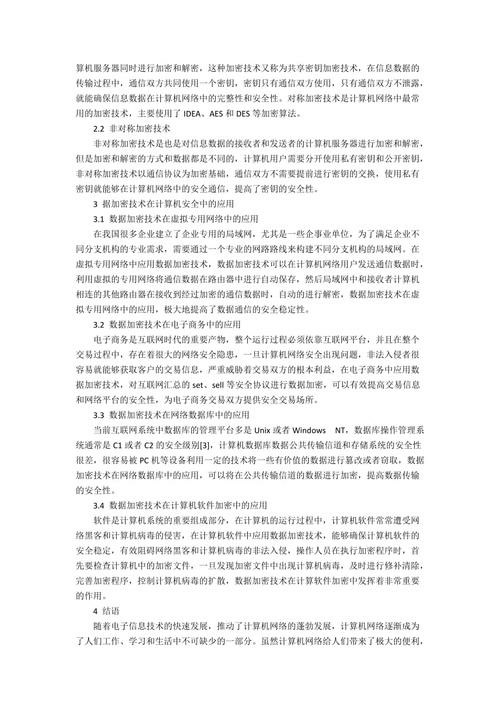 算机服务器同时进行加密和解密，这种加密技术又称为共享密钥加密技术，在信息数据的
传输过程中，通信双方共同使用一个密钥，密钥只有通信双方使用，只有通信双方不泄露，
就能确保信息数据在计算机网络中的完整性和安全性。对称加密技术是计算机网络中最常
用的加密技术，主要使用了 IDEA、AES 和 DES 等加密算法。
2.2 非对称加密技术
非对称加密技术是也是对信息数据的接收者和发送者的计算机服务器进行加密和解密，
但是加密和解密的方式和数据都是不同的，计算机用户需要分开使用私有密钥和公开密钥，
非对称加密技术以通信协议为加密基础，通信双方不需要提前进行密钥的交换，使用私有
密钥就能够在计算机网络中的安全通信，提高了密钥的安全性。
3 据加密技术在计算机安全中的应用
3.1 数据加密技术在虚拟专用网络中的应用
在我国很多企业建立了企业专用的局域网，尤其是一些企事业单位，为了满足企业不
同分支机构的专业需求，需要通过一个专业的网路路线来构建不同分支机构的局域网。在
虚拟专用网络中应用数据加密技术，数据加密技术可以在计算机网络用户发送通信数据时，
利用虚拟的专用网络将通信数据在路由器中进行自动保存，然后局域网中和接收者计算机
相连的其他路由器在接收到经过加密的通信数据时，自动的进行解密，数据加密技术在虚
拟专用网络中的应用，极大地提高了数据通信的安全稳定性。
3.2 数据加密技术在电子商务中的应用
电子商务是互联网时代的重要产物，整个运行过程必须依靠互联网平台，并且在整个
交易过程中，存在着很大的网络安全隐患，一旦计算机网络安全出现问题，非法入侵者很
容易就能够获取客户的交易信息，严重威胁着交易双方的根本利益，在电子商务中应用数
据加密技术，对互联网汇总的 set、sell 等安全协议进行数据加密，可以有效提高交易信息
和网络平台的安全性，为电子商务交易双方提供安全交易场所。
3.3 数据加密技术在网络数据库中的应用
当前互联网系统中数据库的管理平台多是 Unix 或者 Windows NT，数据库操作管理系
统通常是 C1 或者 C2 的安全级别[3]，计算机数据库数据公共传输信道和存储系统的安全性
很差，很容易被 PC 机等设备利用一定的技术将一些有价值的数据进行篡改或者窃取，数据
加密技术在网络数据库中的应用，可以将在公共传输信道的数据进行加密，提高数据传输
的安全性。
3.4 数据加密技术在计算机软件加密中的应用
软件是计算机系统的重要组成部分，在计算机的运行过程中，计算机软件常常遭受网
络黑客和计算机病毒的侵害，在计算机软件中应用数据加密技术，能够确保计算机软件的
安全稳定，有效阻碍网络黑客和计算机病毒的非法入侵，操作人员在执行加密程序时，首
先要检查计算机中的加密文件，一旦发现加密文件中出现计算机病毒，及时进行修补清除，
完善加密程序，控制计算机病毒的扩散，数据加密技术在计算软件加密中发挥着非常重要
的作用。
4 结语
随着电子信息技术的快速发展，推动了计算机网络的蓬勃发展，计算机网络逐渐成为
了人们工作、学习和生活中不可缺少的一部分。虽然计算机网络给人们带来了极大的便利，